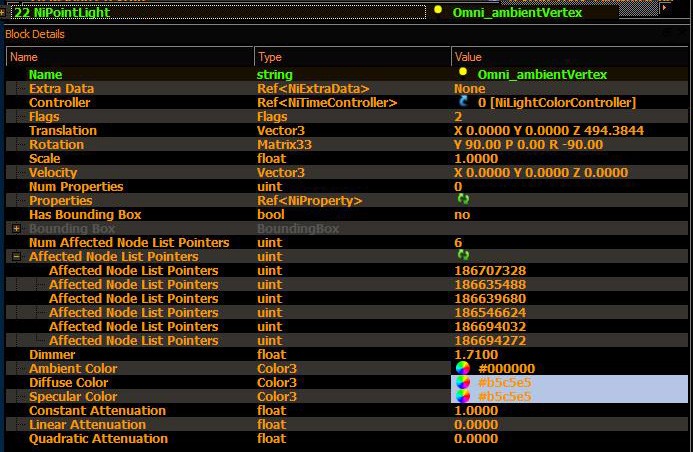 22 NiPointLight Omni_ambientVertex
Block Details
Name Type Value
Name string Omni_ambientVertex
Extra Data Ref<NiExtraData> None
Controller Ref<NiTimeController> 0 [NiLightColorController]
Flags Flags 2
Translation Vector3 X 0.0000 Y 0.0000 Z 494.3844
Rotation Matrix33 Y 90.00 P 0.00 R -90.00
Scale float 1.0000
Velocity Vector3 X 0.0000 Y 0.0000 Z 0.0000
Num Properties uint 0
Properties Ref<NiProperty>
Has Bounding Box bool no
Bounding Box BoundingBox
Num Affected Node List Pointers uint 6
Affected Node List Pointers uint
Affected Node List Pointers uint 186707328
Affected Node List Pointers uint 186635488
Affected Node List Pointers uint 186639680
Affected Node List Pointers uint 186546624
Affected Node List Pointers uint 186694032
Affected Node List Pointers uint 186694272
Dimmer float 1.7100
Ambient Color Color3 #000000
Diffuse Color Color3 #b5c5e5
Specular Color Color3 #b5c5e5
Constant Attenuation float 1.0000
Linear Attenuation float 0.0000
Quadratic Attenuation float 0.0000